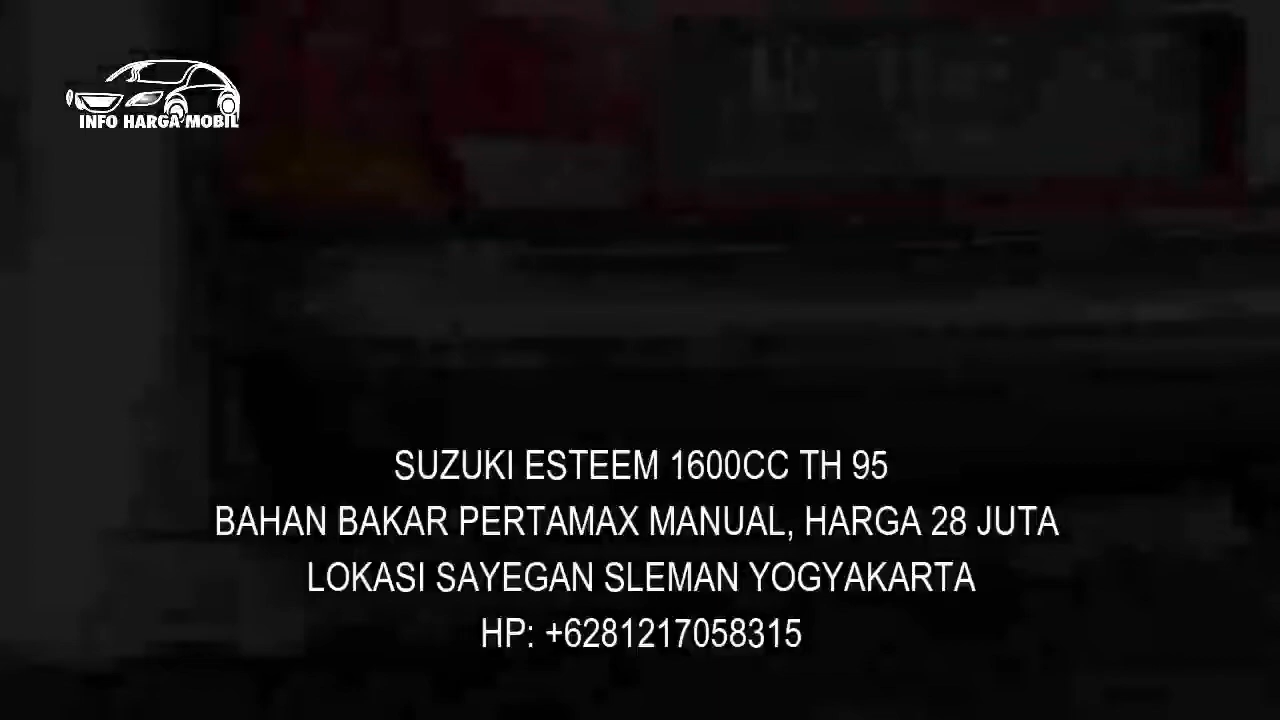 INFO HARGA MOBIL
SUZUKI ESTEEM 1600CC TH 95
BAHAN BAKAR PERTAMAX MANUAL, HARGA 28 JUTA
LOKASI SAYEGAN SLEMAN YOGYAKARTA
HP: +6281217058315